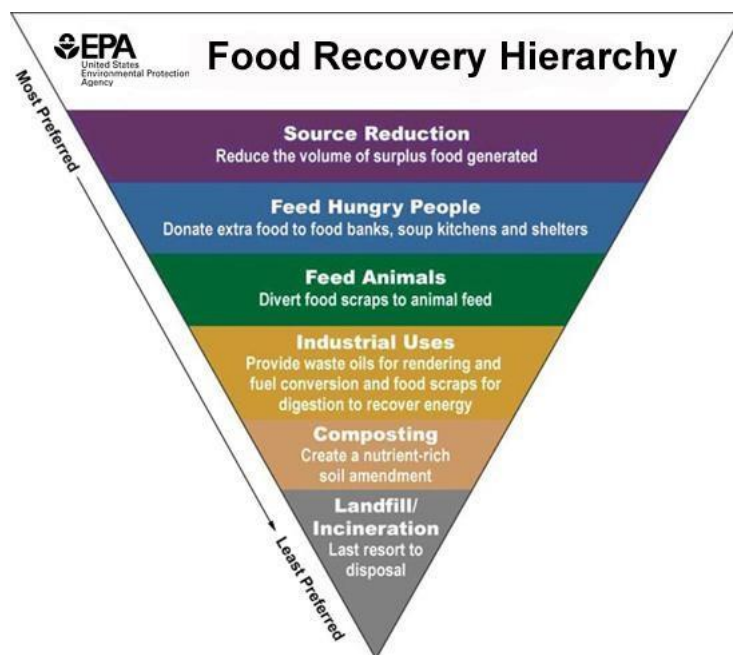 EPA
United States
Environmental Protection
Agency
Food Recovery Hierarchy
Most Preferred
Source Reduction
Reduce the volume of surplus food generated
Feed Hungry People
Donate extra food to food banks, soup kitchens and shelters
Feed Animals
Divert food scraps to animal feed
Industrial Uses
Provide waste oils for rendering and
fuel conversion and food scraps for
digestion to recover energy
Composting
Create a nutrient-rich
soil amendment
Landfill/
Incineration
Last resort to
disposal
Least Preferred